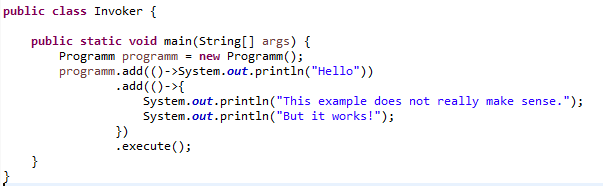 public class Invoker {
public static void main(String[] args) {
Programm programm = new Programm();
programm.add(()->System.out.println("Hello"))
.add(()->{
System.out.println("This example does not really make sense.");
System.out.println("But it works!");
})
.execute();
}
}